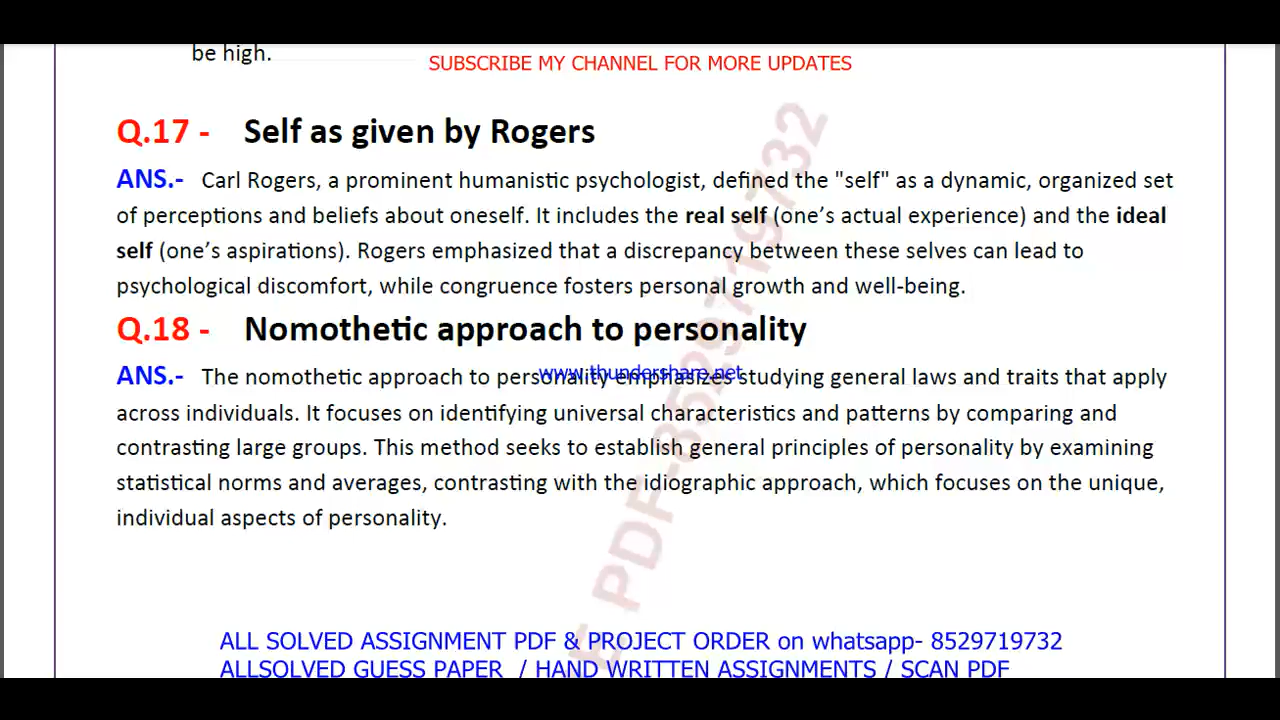 be high.
SUBSCRIBE MY CHANNEL FOR MORE UPDATES
Q.17 - Self as given by Rogers
ANS.- Carl Rogers, a prominent humanistic psychologist, defined the "self" as a dynamic, organized set
of perceptions and beliefs about oneself. It includes the real self (one’s actual experience) and the ideal
self (one’s aspirations). Rogers emphasized that a discrepancy between these selves can lead to
psychological discomfort, while congruence fosters personal growth and well-being.
Q.18 - Nomothetic approach to personality
ANS.- The nomothetic approach to personality emphasizes studying general laws and traits that apply
www.thundershare.net
across individuals. It focuses on identifying universal characteristics and patterns by comparing and
contrasting large groups. This method seeks to establish general principles of personality by examining
statistical norms and averages, contrasting with the idiographic approach, which focuses on the unique,
individual aspects of personality.
E PDF-8529719732
ALL SOLVED ASSIGNMENT PDF & PROJECT ORDER on whatsapp- 8529719732
ALLSOLVED GUESS PAPER / HAND WRITTEN ASSIGNMENTS / SCAN PDF